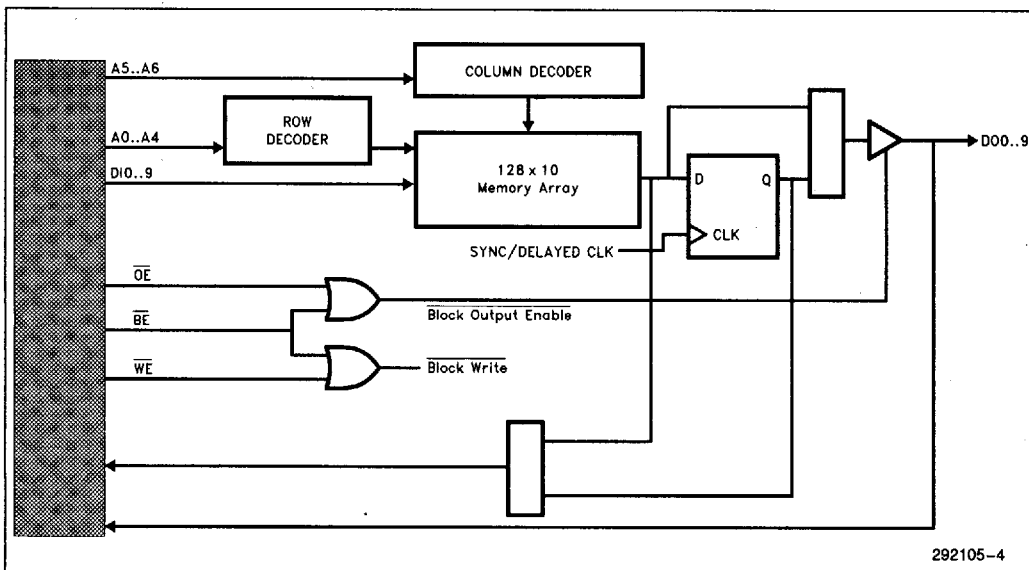 A5..A6
COLUMN DECODER
ROW
DECODER
A0..A4
128 x 10
Memory Array
DI0..9
D
Q
CLK
DO0..9
SYNC/DELAYED CLK
OE
Block Output Enable
BE
WE
Block Write
292105-4